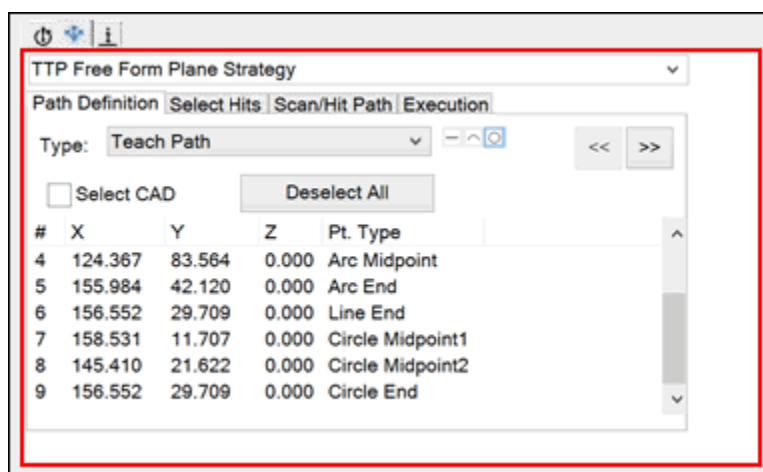 TTP Free Form Plane Strategy
Path Definition Select Hits Scan/Hit Path Execution
Type: Teach Path << >>
Select CAD Deselect All
# X Y Z Pt. Type
4 124.367 83.564 0.000 Arc Midpoint
5 155.984 42.120 0.000 Arc End
6 156.552 29.709 0.000 Line End
7 158.531 11.707 0.000 Circle Midpoint1
8 145.410 21.622 0.000 Circle Midpoint2
9 156.552 29.709 0.000 Circle End